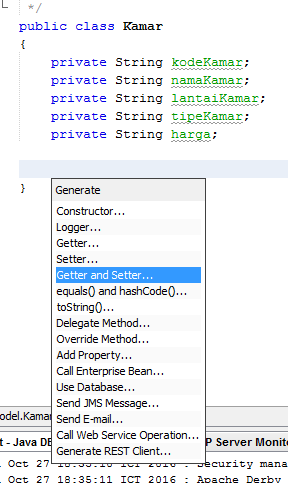 */
public class Kamar
{
private String kodeKamar;
private String namaKamar;
private String lantaiKamar;
private String tipeKamar;
private String harga;
}
Generate
Constructor...
Logger...
Getter...
Setter...
Getter and Setter...
equals() and hashCode()...
toString()...
Delegate Method...
Override Method...
Add Property...
Call Enterprise Bean...
Use Database...
Send JMS Message...
Send E-mail...
Call Web Service Operation...
Generate REST Client...
odel.Kamar
t - Java DB P Server Monito
Oct 27 18:35:10 ICT 2016 : Security mana
Oct 27 18:35:11 ICT 2016 : Apache Derby